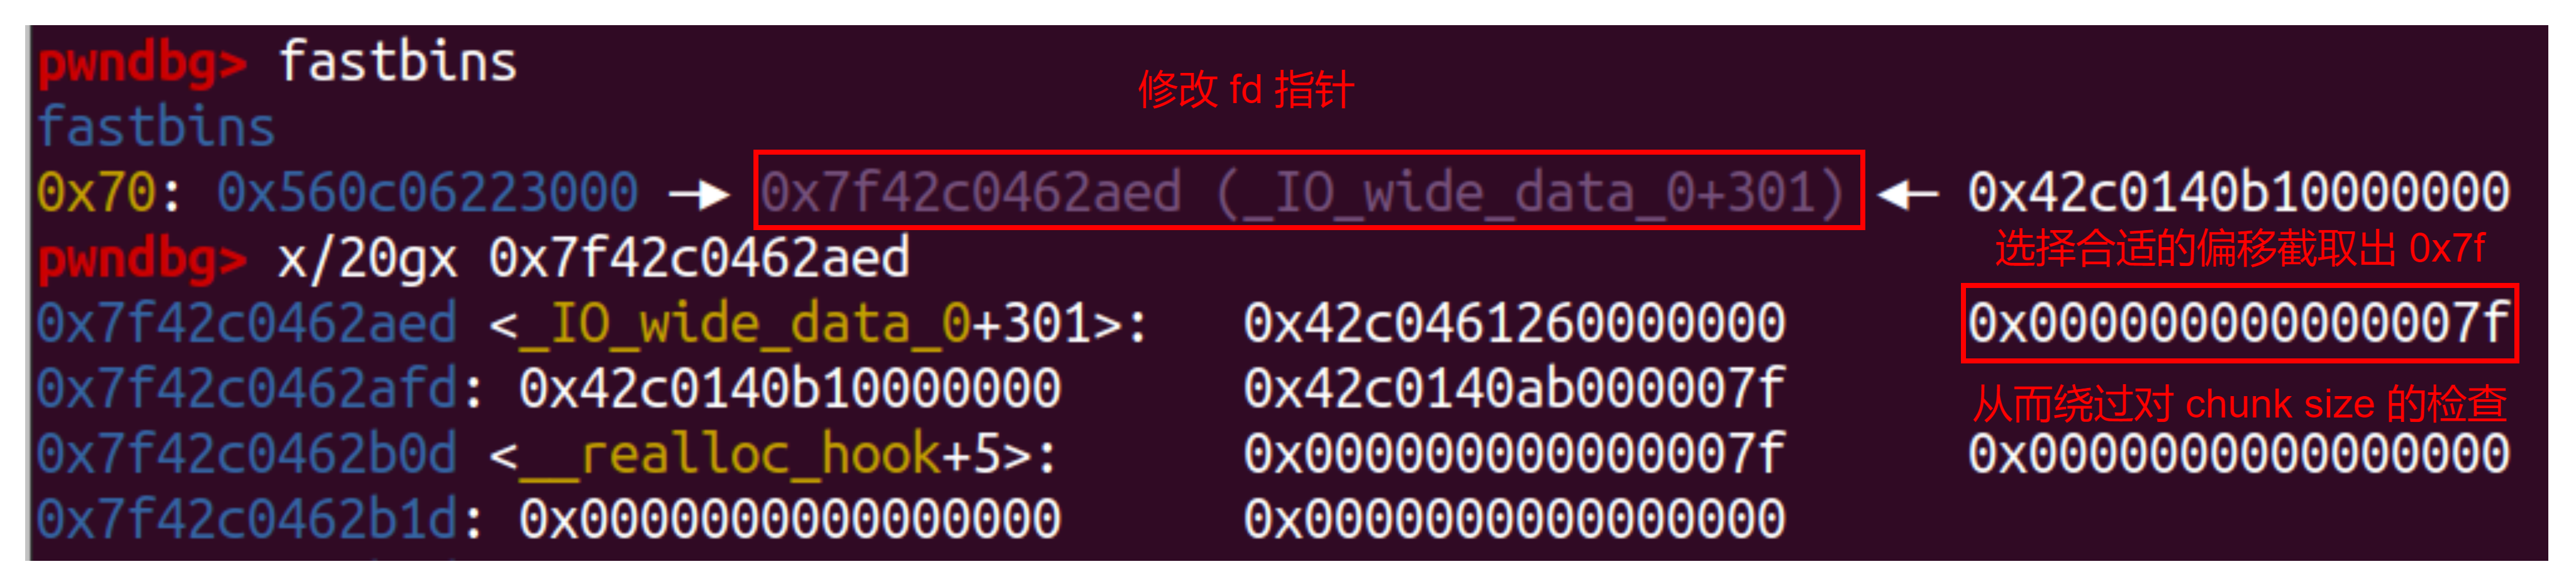 pwndbg> fastbins
修改 fd 指针
fastbins
0x70: 0x560c06223000 → 0x7f42c0462aed (_IO_wide_data_0+301) ← 0x42c0140b10000000
pwndbg> x/20gx 0x7f42c0462aed
选择合适的偏移截取出 0x7f
0x7f42c0462aed <_IO_wide_data_0+301>: 0x42c0461260000000 0x000000000000007f
0x7f42c0462afd: 0x42c0140b10000000 0x42c0140ab000007f
从而绕过对 chunk size 的检查
0x7f42c0462b0d <__realloc_hook+5>: 0x000000000000007f 0x0000000000000000
0x7f42c0462b1d: 0x0000000000000000 0x0000000000000000